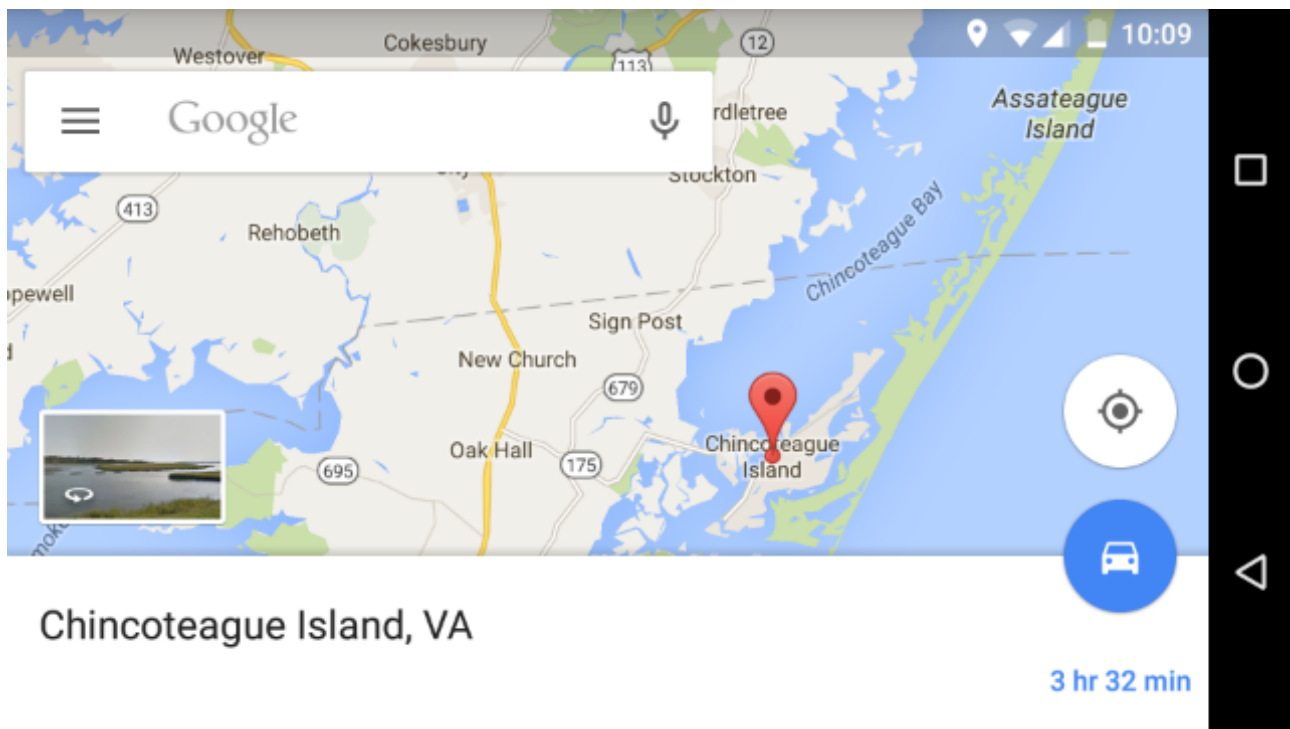 10:09
Westover
Cokesbury
12
113
Google
rdletree
Assateague
Island
Stockton
413
Rehobeth
Chincoteague Bay
opewell
Sign Post
New Church
679
Oak Hall
175
695
Chincoteague
Island
Chincoteague Island, VA
3 hr 32 min